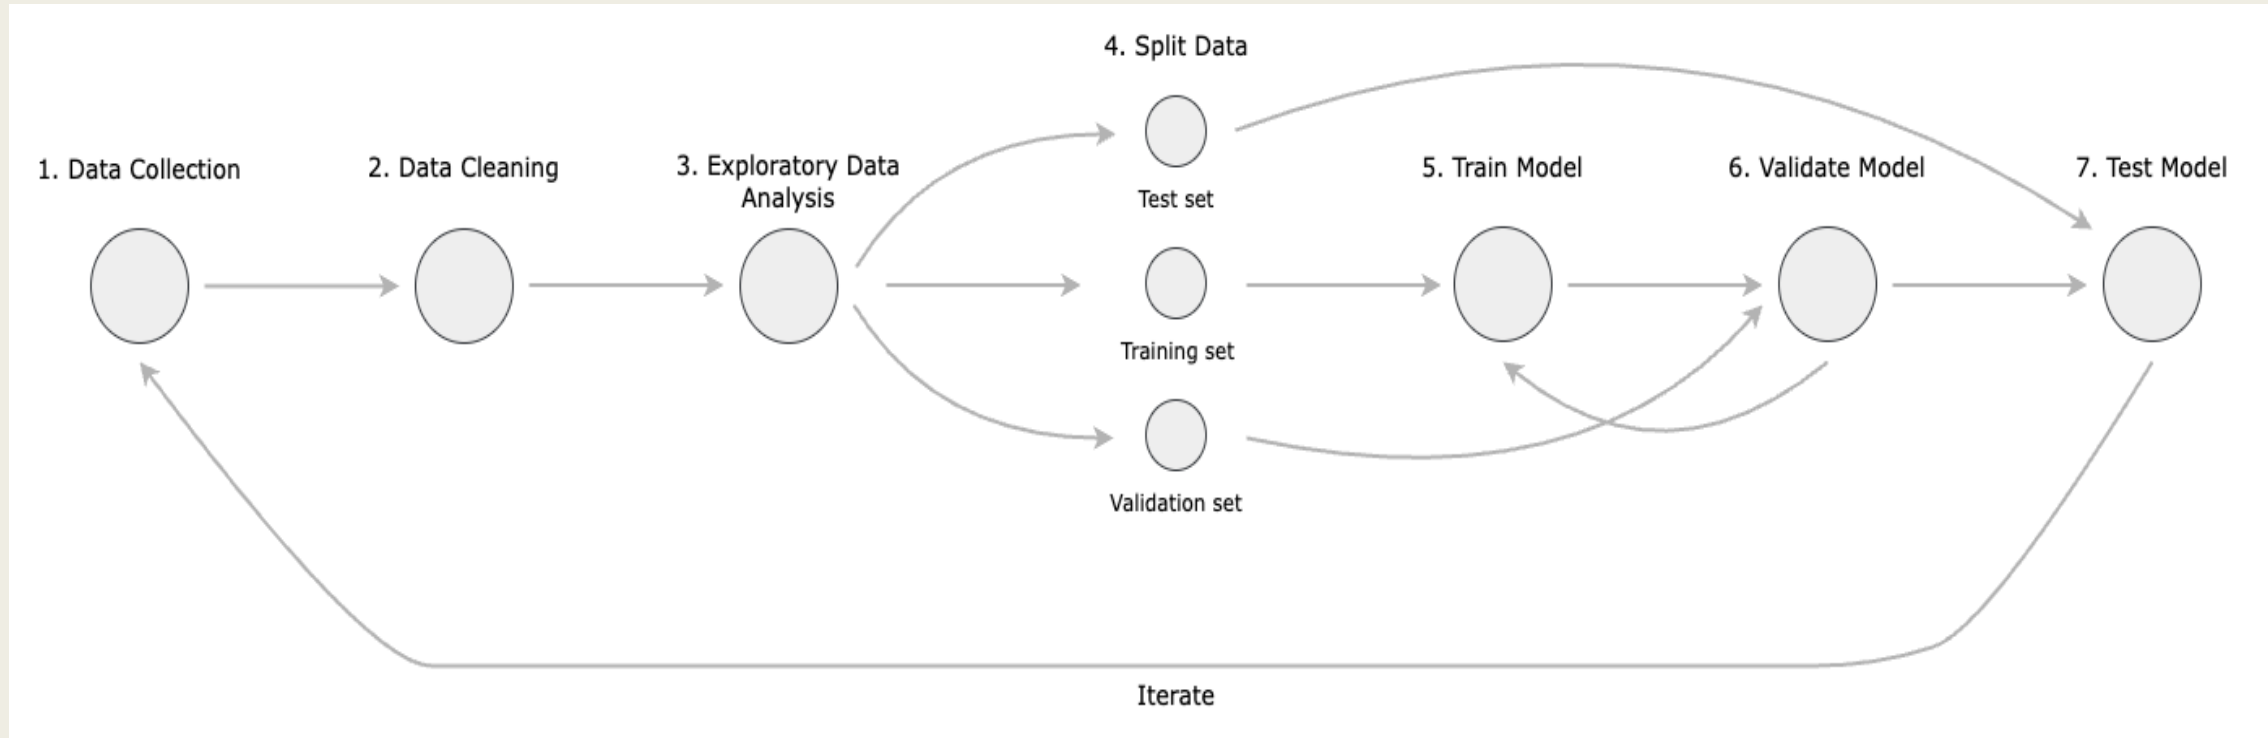 4. Split Data
1. Data Collection
2. Data Cleaning
3. Exploratory Data
Analysis
Test set
5. Train Model
6. Validate Model
7. Test Model
Training set
Validation set
Iterate